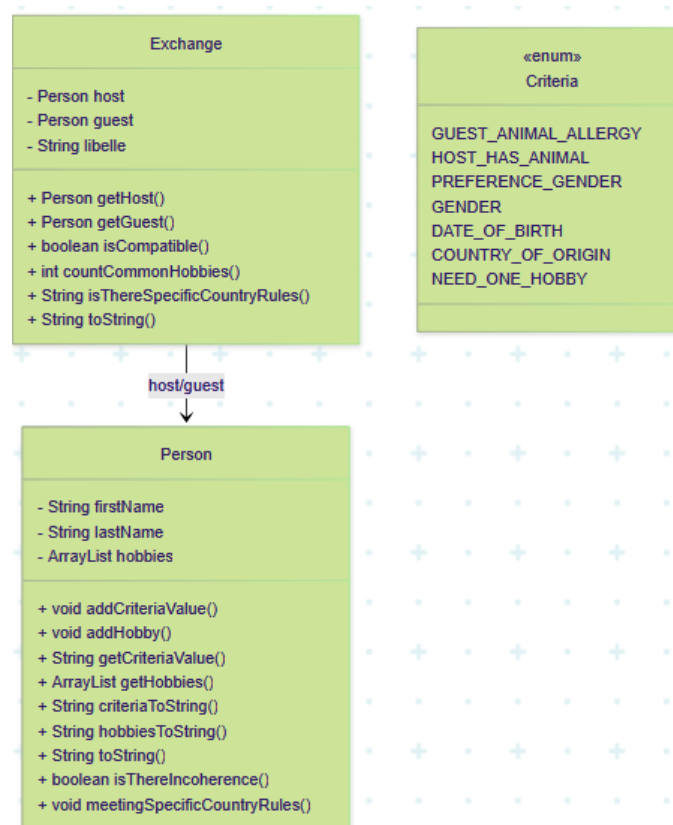 Exchange
- Person host
- Person guest
- String libelle
+ Person getHost()
+ Person getGuest()
+ boolean isCompatible()
+ int countCommonHobbies()
+ String isThereSpecificCountryRules()
+ String toString()
«enum»
Criteria
GUEST_ANIMAL_ALLERGY
HOST_HAS_ANIMAL
PREFERENCE_GENDER
GENDER
DATE_OF_BIRTH
COUNTRY_OF_ORIGIN
NEED_ONE_HOBBY
host/guest
Person
- String firstName
- String lastName
- ArrayList hobbies
+ void addCriteriaValue()
+ void addHobby()
+ String getCriteriaValue()
+ ArrayList getHobbies()
+ String criteriaToString()
+ String hobbiesToString()
+ String toString()
+ boolean isThereIncoherence()
+ void meetingSpecificCountryRules()